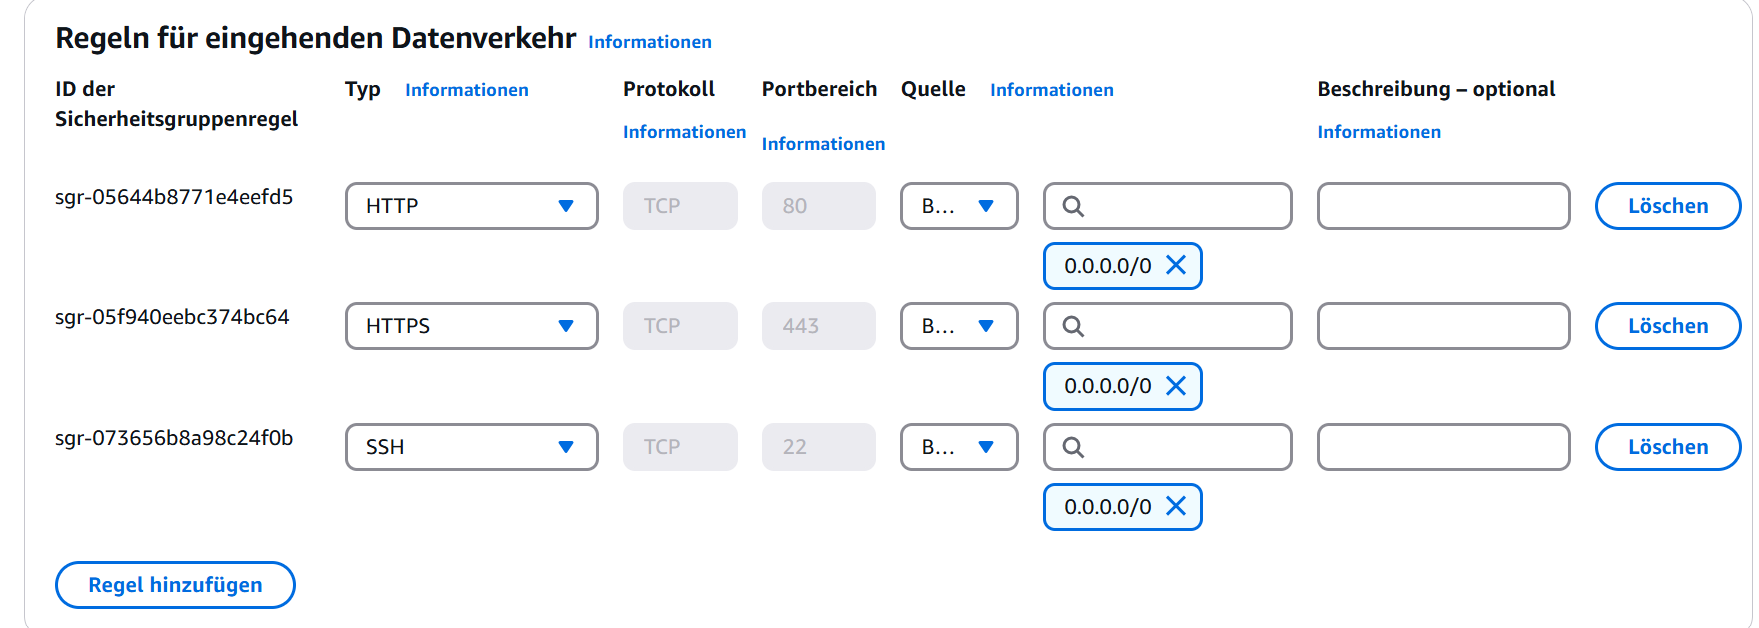 Regeln für eingehenden Datenverkehr Informationen
ID der Sicherheitsgruppenregel Typ Informationen Protokoll Informationen Portbereich Informationen Quelle Informationen Beschreibung – optional Informationen
sgr-05644b8771e4eefd5 HTTP TCP 80 B... Löschen
0.0.0.0/0
sgr-05f940eebc374bc64 HTTPS TCP 443 B... Löschen
0.0.0.0/0
sgr-073656b8a98c24f0b SSH TCP 22 B... Löschen
0.0.0.0/0
Regel hinzufügen